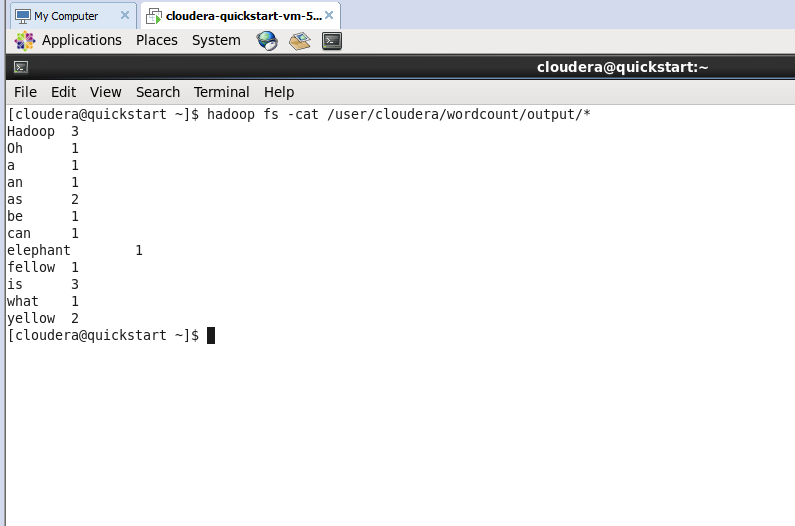 My Computer
cloudera-quickstart-vm-5...
Applications Places System
cloudera@quickstart:~
File Edit View Search Terminal Help
[cloudera@quickstart ~]$ hadoop fs -cat /user/cloudera/wordcount/output/*
Hadoop	3
Oh	1
a	1
an	1
as	2
be	1
can	1
elephant	1
fellow	1
is	3
what	1
yellow	2
[cloudera@quickstart ~]$